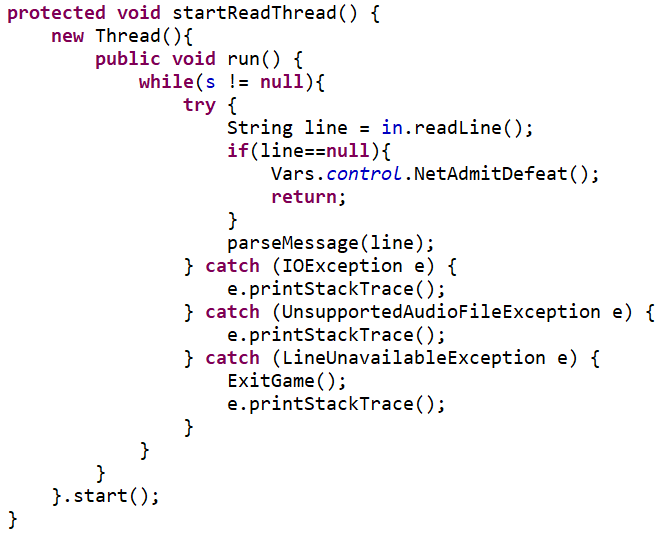 protected void startReadThread() {
    new Thread(){
        public void run() {
            while(s != null){
                try {
                    String line = in.readLine();
                    if(line==null){
                        Vars.control.NetAdmitDefeat();
                        return;
                    }
                    parseMessage(line);
                } catch (IOException e) {
                    e.printStackTrace();
                } catch (UnsupportedAudioFileException e) {
                    e.printStackTrace();
                } catch (LineUnavailableException e) {
                    ExitGame();
                    e.printStackTrace();
                }
            }
        }
    }.start();
}